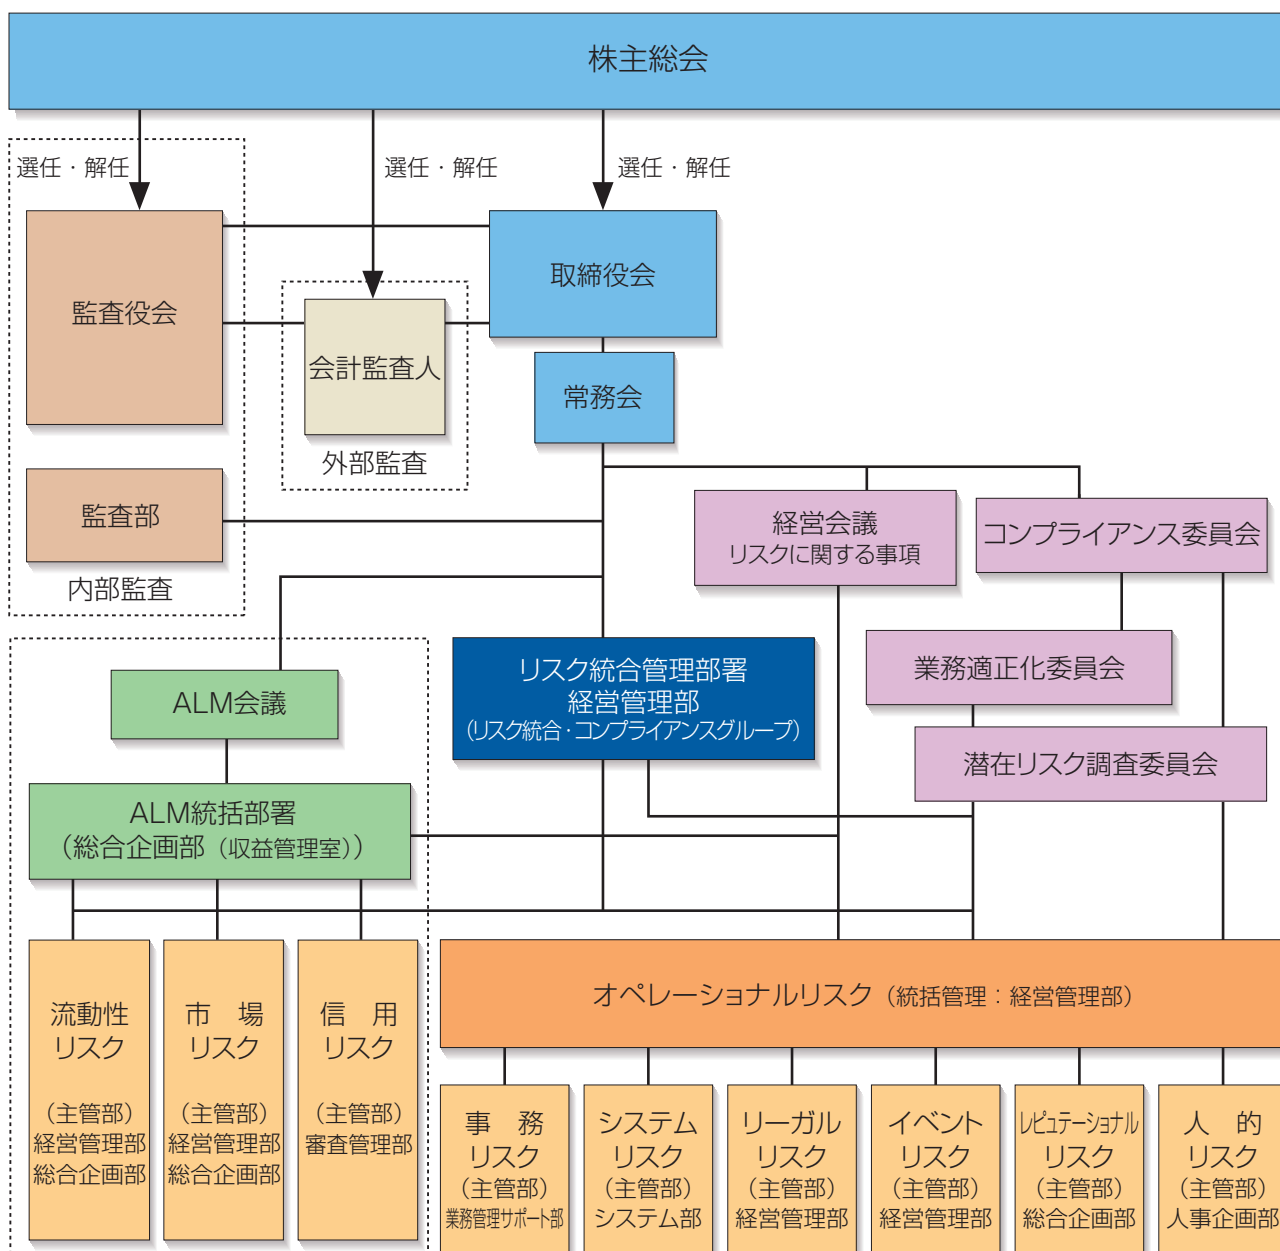 株主総会
選任・解任
選任・解任
選任・解任
監査役会
取締役会
会計監査人
常務会
外部監査
監査部
内部監査
経営会議
リスクに関する事項
コンプライアンス委員会
業務適正化委員会
潜在リスク調査委員会
リスク統合管理部署
経営管理部
(リスク統合・コンプライアンスグループ)
ALM会議
ALM統括部署
(総合企画部(収益管理室))
流動性
リスク
(主管部)
経営管理部
総合企画部
市 場
リスク
(主管部)
経営管理部
総合企画部
信 用
リスク
(主管部)
審査管理部
オペレーショナルリスク(統括管理:経営管理部)
事 務
リスク
(主管部)
業務管理サポート部
システム
リスク
(主管部)
システム部
リーガル
リスク
(主管部)
経営管理部
イベント
リスク
(主管部)
経営管理部
レピュテーショナル
リスク
(主管部)
総合企画部
人 的
リスク
(主管部)
人事企画部